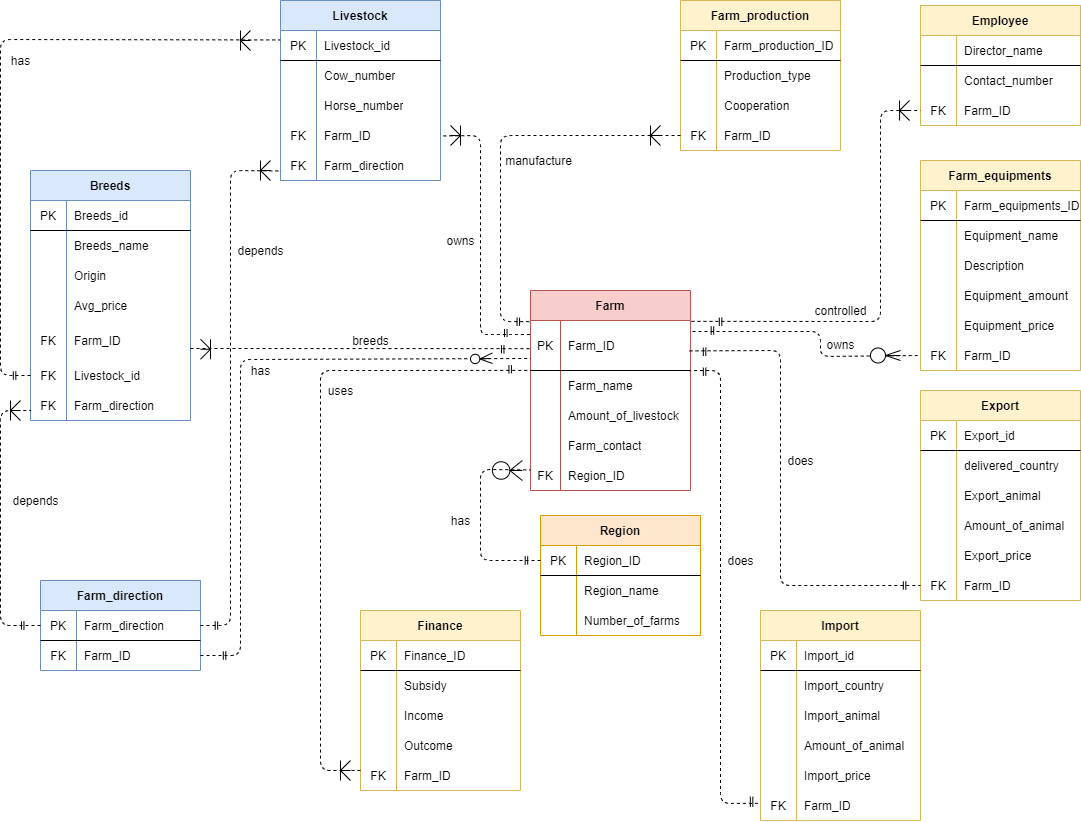 Livestock
PK Livestock_id
Cow_number
Horse_number
FK Farm_ID
FK Farm_direction
Farm_production
PK Farm_production_ID
Production_type
Cooperation
FK Farm_ID
Employee
Director_name
Contact_number
FK Farm_ID
has
manufacture
Breeds
PK Breeds_id
Breeds_name
Origin
Avg_price
FK Farm_ID
FK Livestock_id
FK Farm_direction
depends
owns
Farm_equipments
PK Farm_equipments_ID
Equipment_name
Description
Equipment_amount
Equipment_price
FK Farm_ID
controlled
owns
breeds
has
uses
Farm
PK Farm_ID
Farm_name
Amount_of_livestock
Farm_contact
FK Region_ID
Export
PK Export_id
delivered_country
Export_animal
Amount_of_animal
Export_price
FK Farm_ID
does
depends
has
does
Region
PK Region_ID
Region_name
Number_of_farms
Farm_direction
PK Farm_direction
FK Farm_ID
Finance
PK Finance_ID
Subsidy
Income
Outcome
FK Farm_ID
Import
PK Import_id
Import_country
Import_animal
Amount_of_animal
Import_price
FK Farm_ID